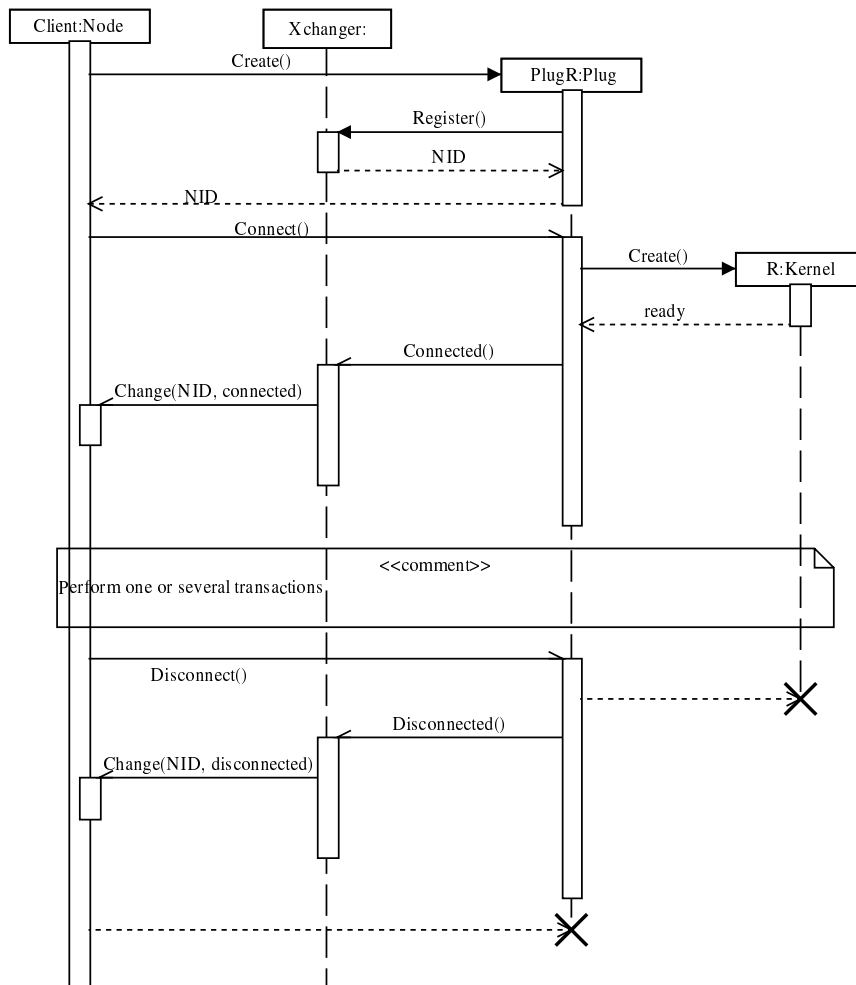 Client:Node
Xchanger:
Create()
PlugR:Plug
Register()
NID
NID
Connect()
Create()
R:Kernel
ready
Connected()
Change(NID, connected)
<<comment>>
Perform one or several transactions
Disconnect()
Disconnected()
Change(NID, disconnected)